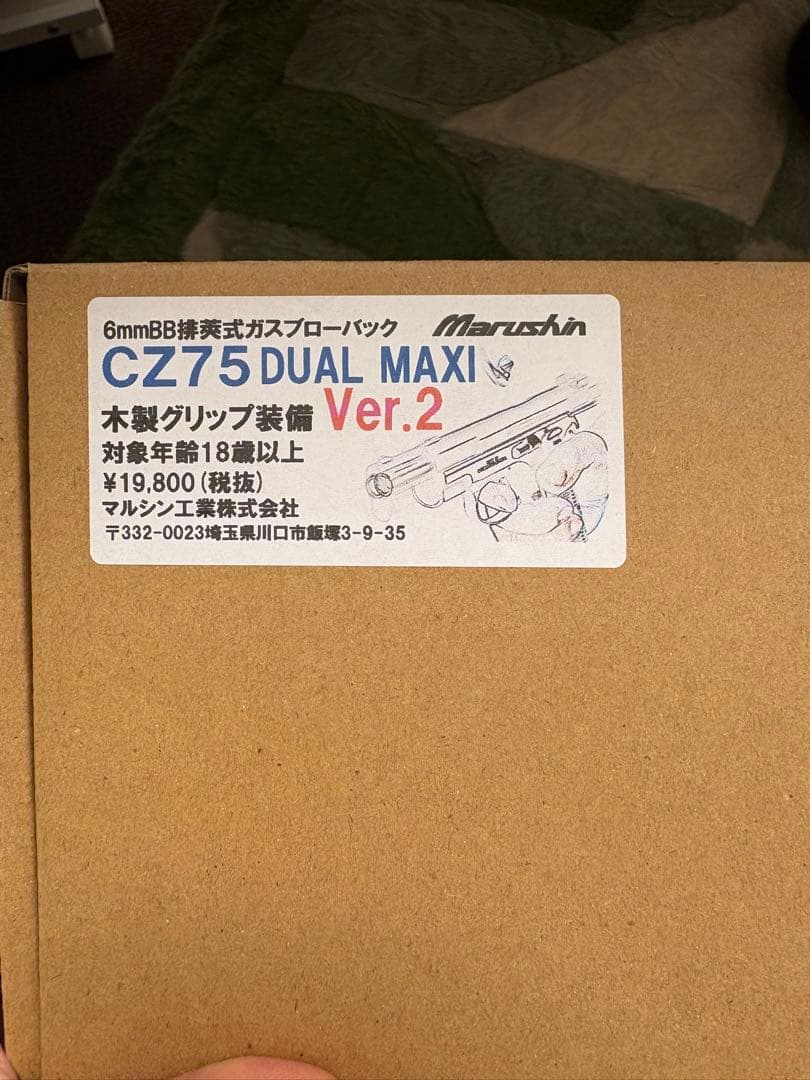 6mmBB排莢式ガスブローバック Marushin
CZ75 DUAL MAXI
木製グリップ装備 Ver.2
対象年齢18歳以上
¥19,800(税抜)
マルシン工業株式会社
〒332-0023埼玉県川口市飯塚3-9-35